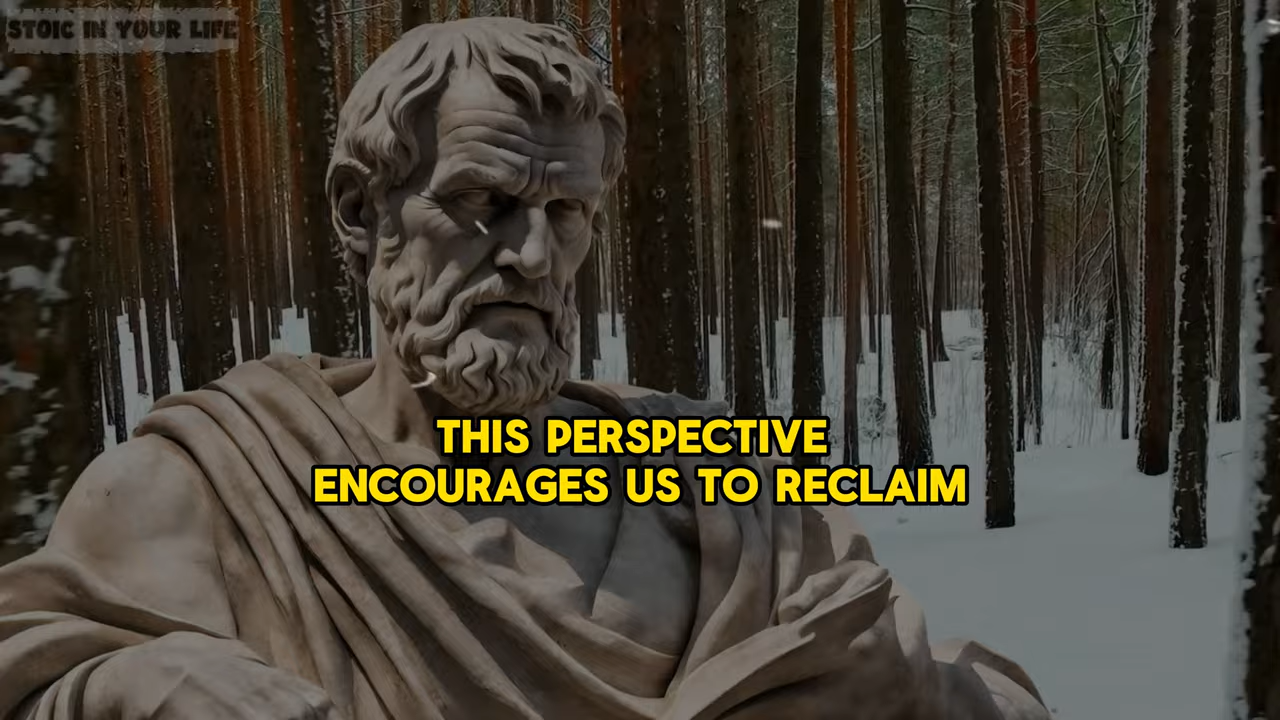 STOIC IN YOUR LIFE
THIS PERSPECTIVE
ENCOURAGES US TO RECLAIM